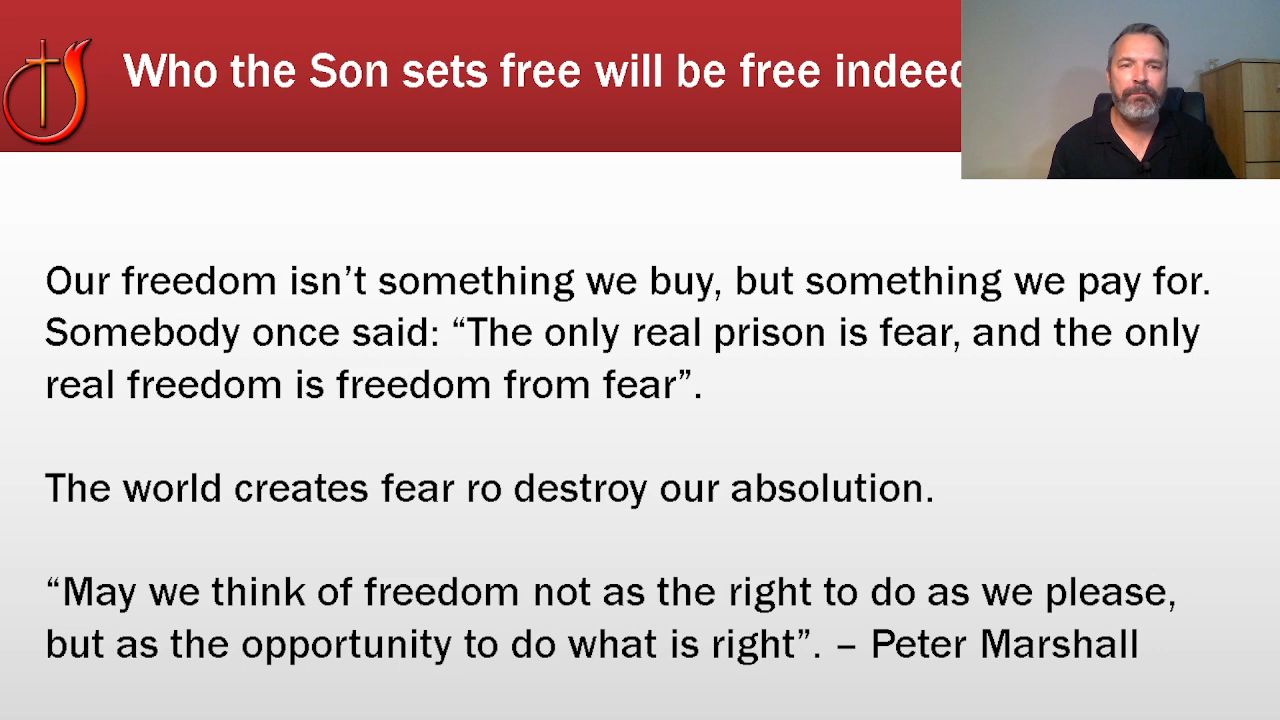 Who the Son sets free will be free indeed
Our freedom isn’t something we buy, but something we pay for.
Somebody once said: “The only real prison is fear, and the only
real freedom is freedom from fear”.
The world creates fear ro destroy our absolution.
“May we think of freedom not as the right to do as we please,
but as the opportunity to do what is right”. – Peter Marshall